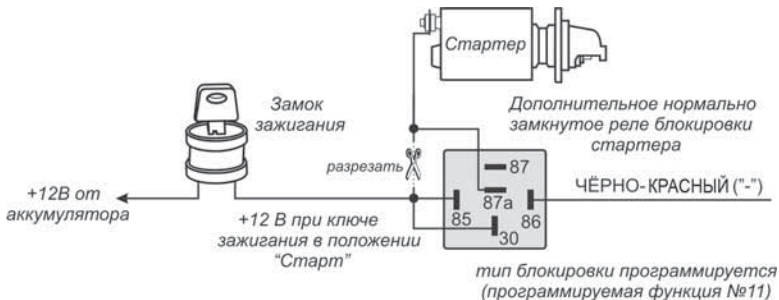 Стартер
Замок
зажигания
Дополнительное нормально
замкнутое реле блокировки
стартера
разрезать
87
87а
85
86
30
ЧЁРНО-КРАСНЫЙ ("-")
+12В от
аккумулятора
+12 В при ключе
зажигания в положении
“Старт”
тип блокировки программируется
(программируемая функция №11)